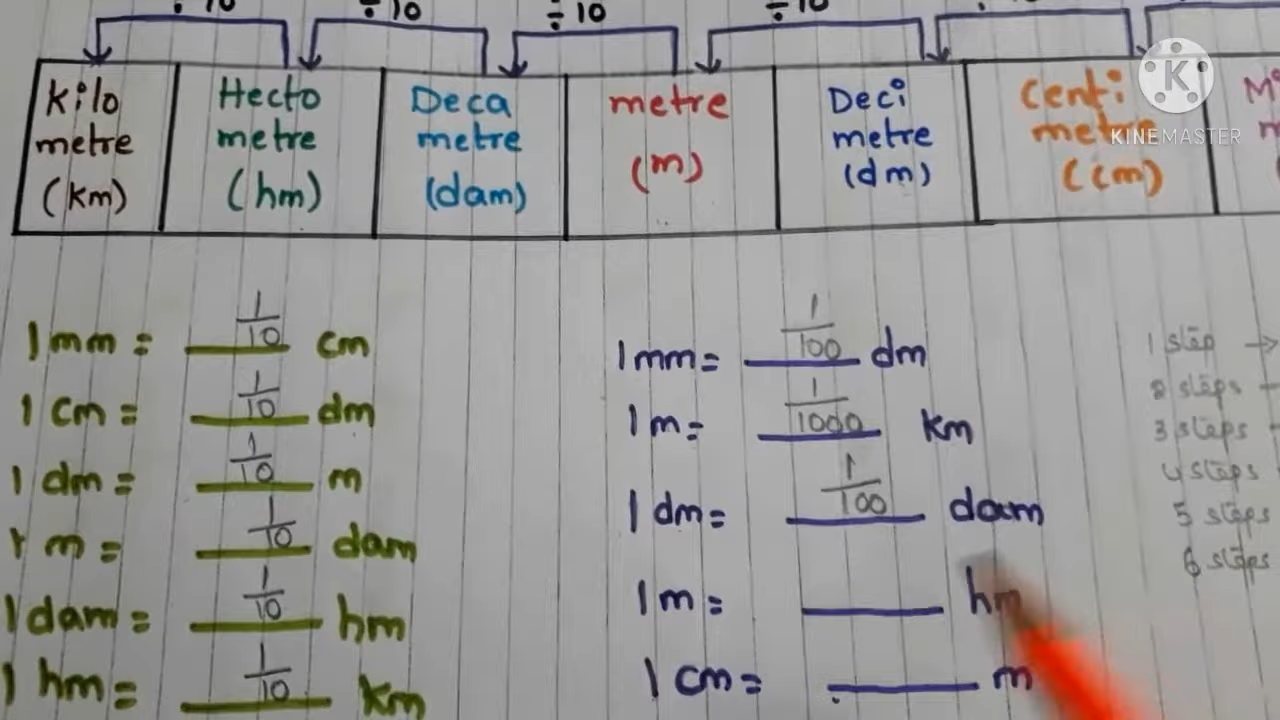 ÷ 10 ÷ 10 ÷ 10 ÷ 10
Kilo metre (km)
Hecto metre (hm)
Deca metre (dam)
metre (m)
Deci metre (dm)
Centi metre (cm)
KINEMASTER
1 mm = 1/10 cm
1 cm = 1/10 dm
1 dm = 1/10 m
1 m = 1/10 dam
1 dam = 1/10 hm
1 hm = 1/10 km
1 mm = 1/100 dm
1 m = 1/1000 km
1 dm = 1/100 dam
1 m = ____ hm
1 cm = ____ m
1 step →
2 steps
3 steps
4 steps
5 steps
6 steps